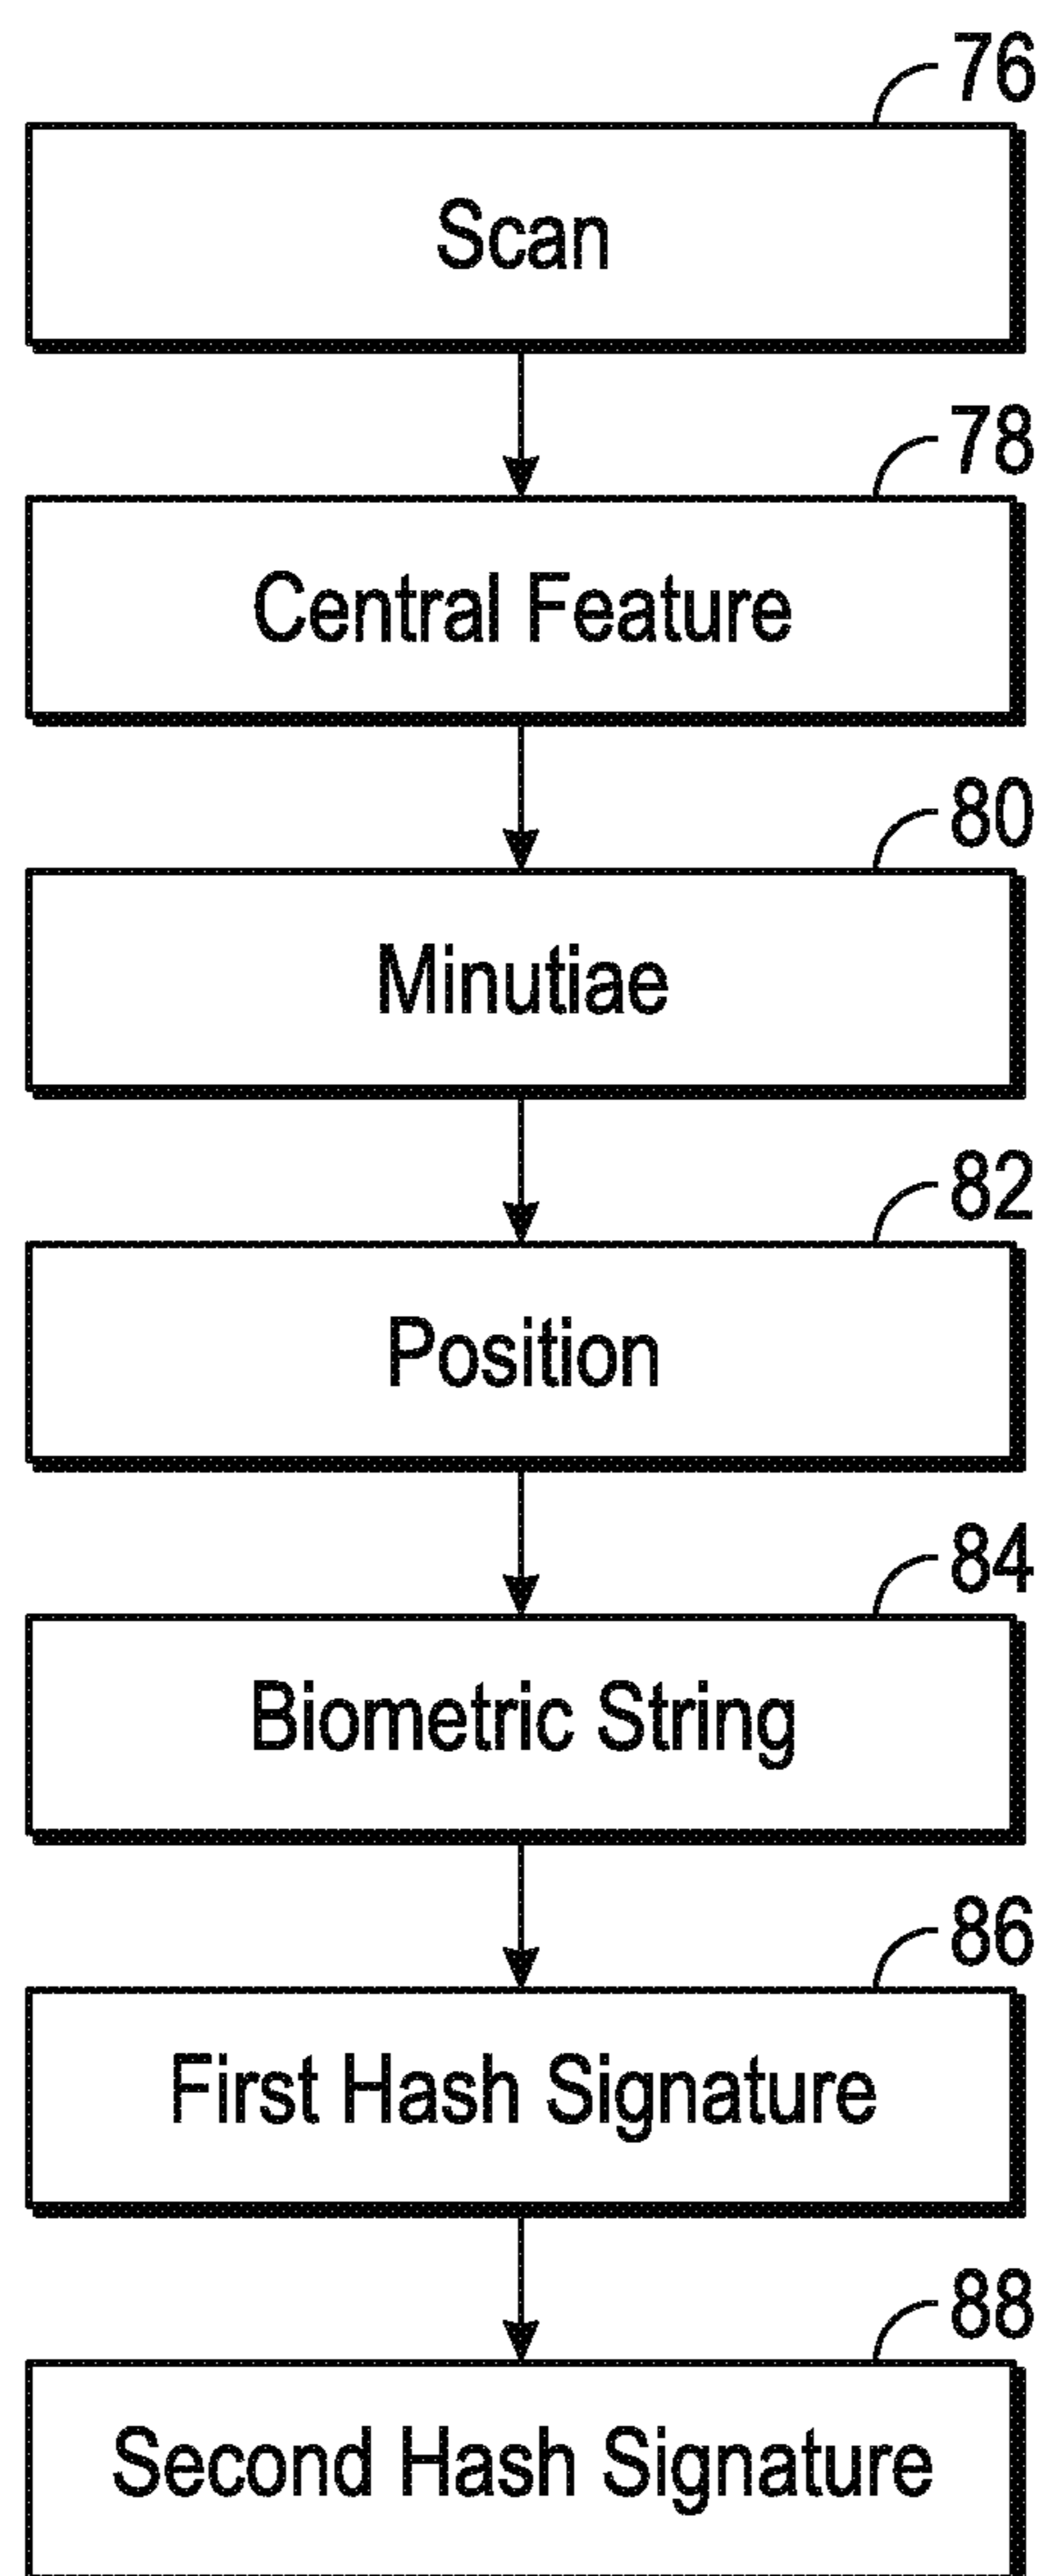 76
Scan
78
Central Feature
80
Minutiae
82
Position
84
Biometric String
86
First Hash Signature
88
Second Hash Signature